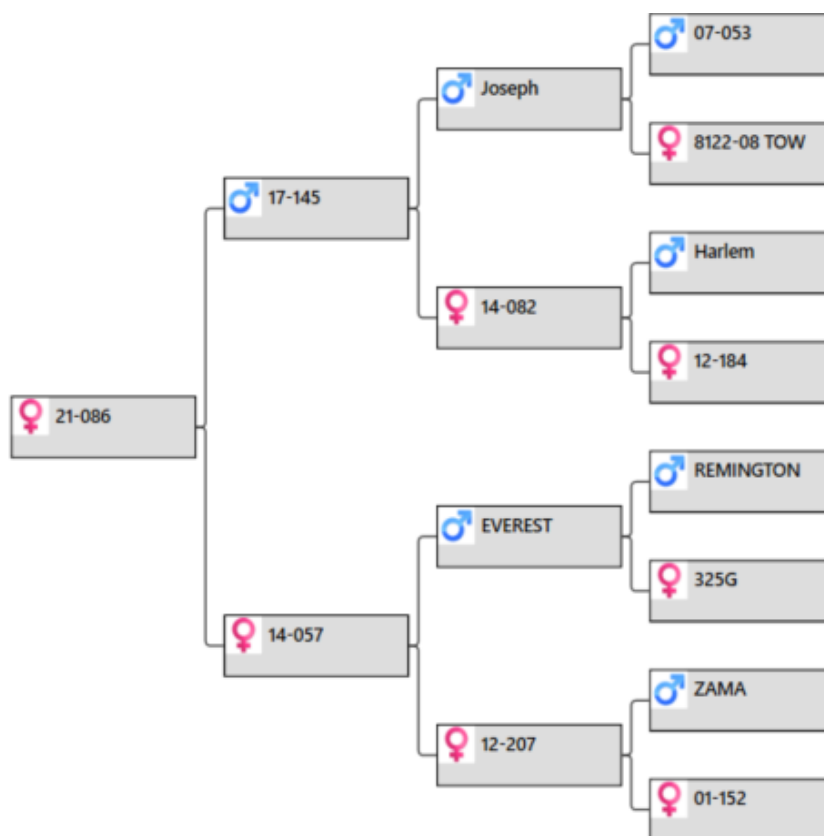 07-053
Joseph
8122-08 TOW
17-145
Harlem
14-082
12-184
21-086
REMINGTON
EVEREST
325G
14-057
ZAMA
12-207
01-152